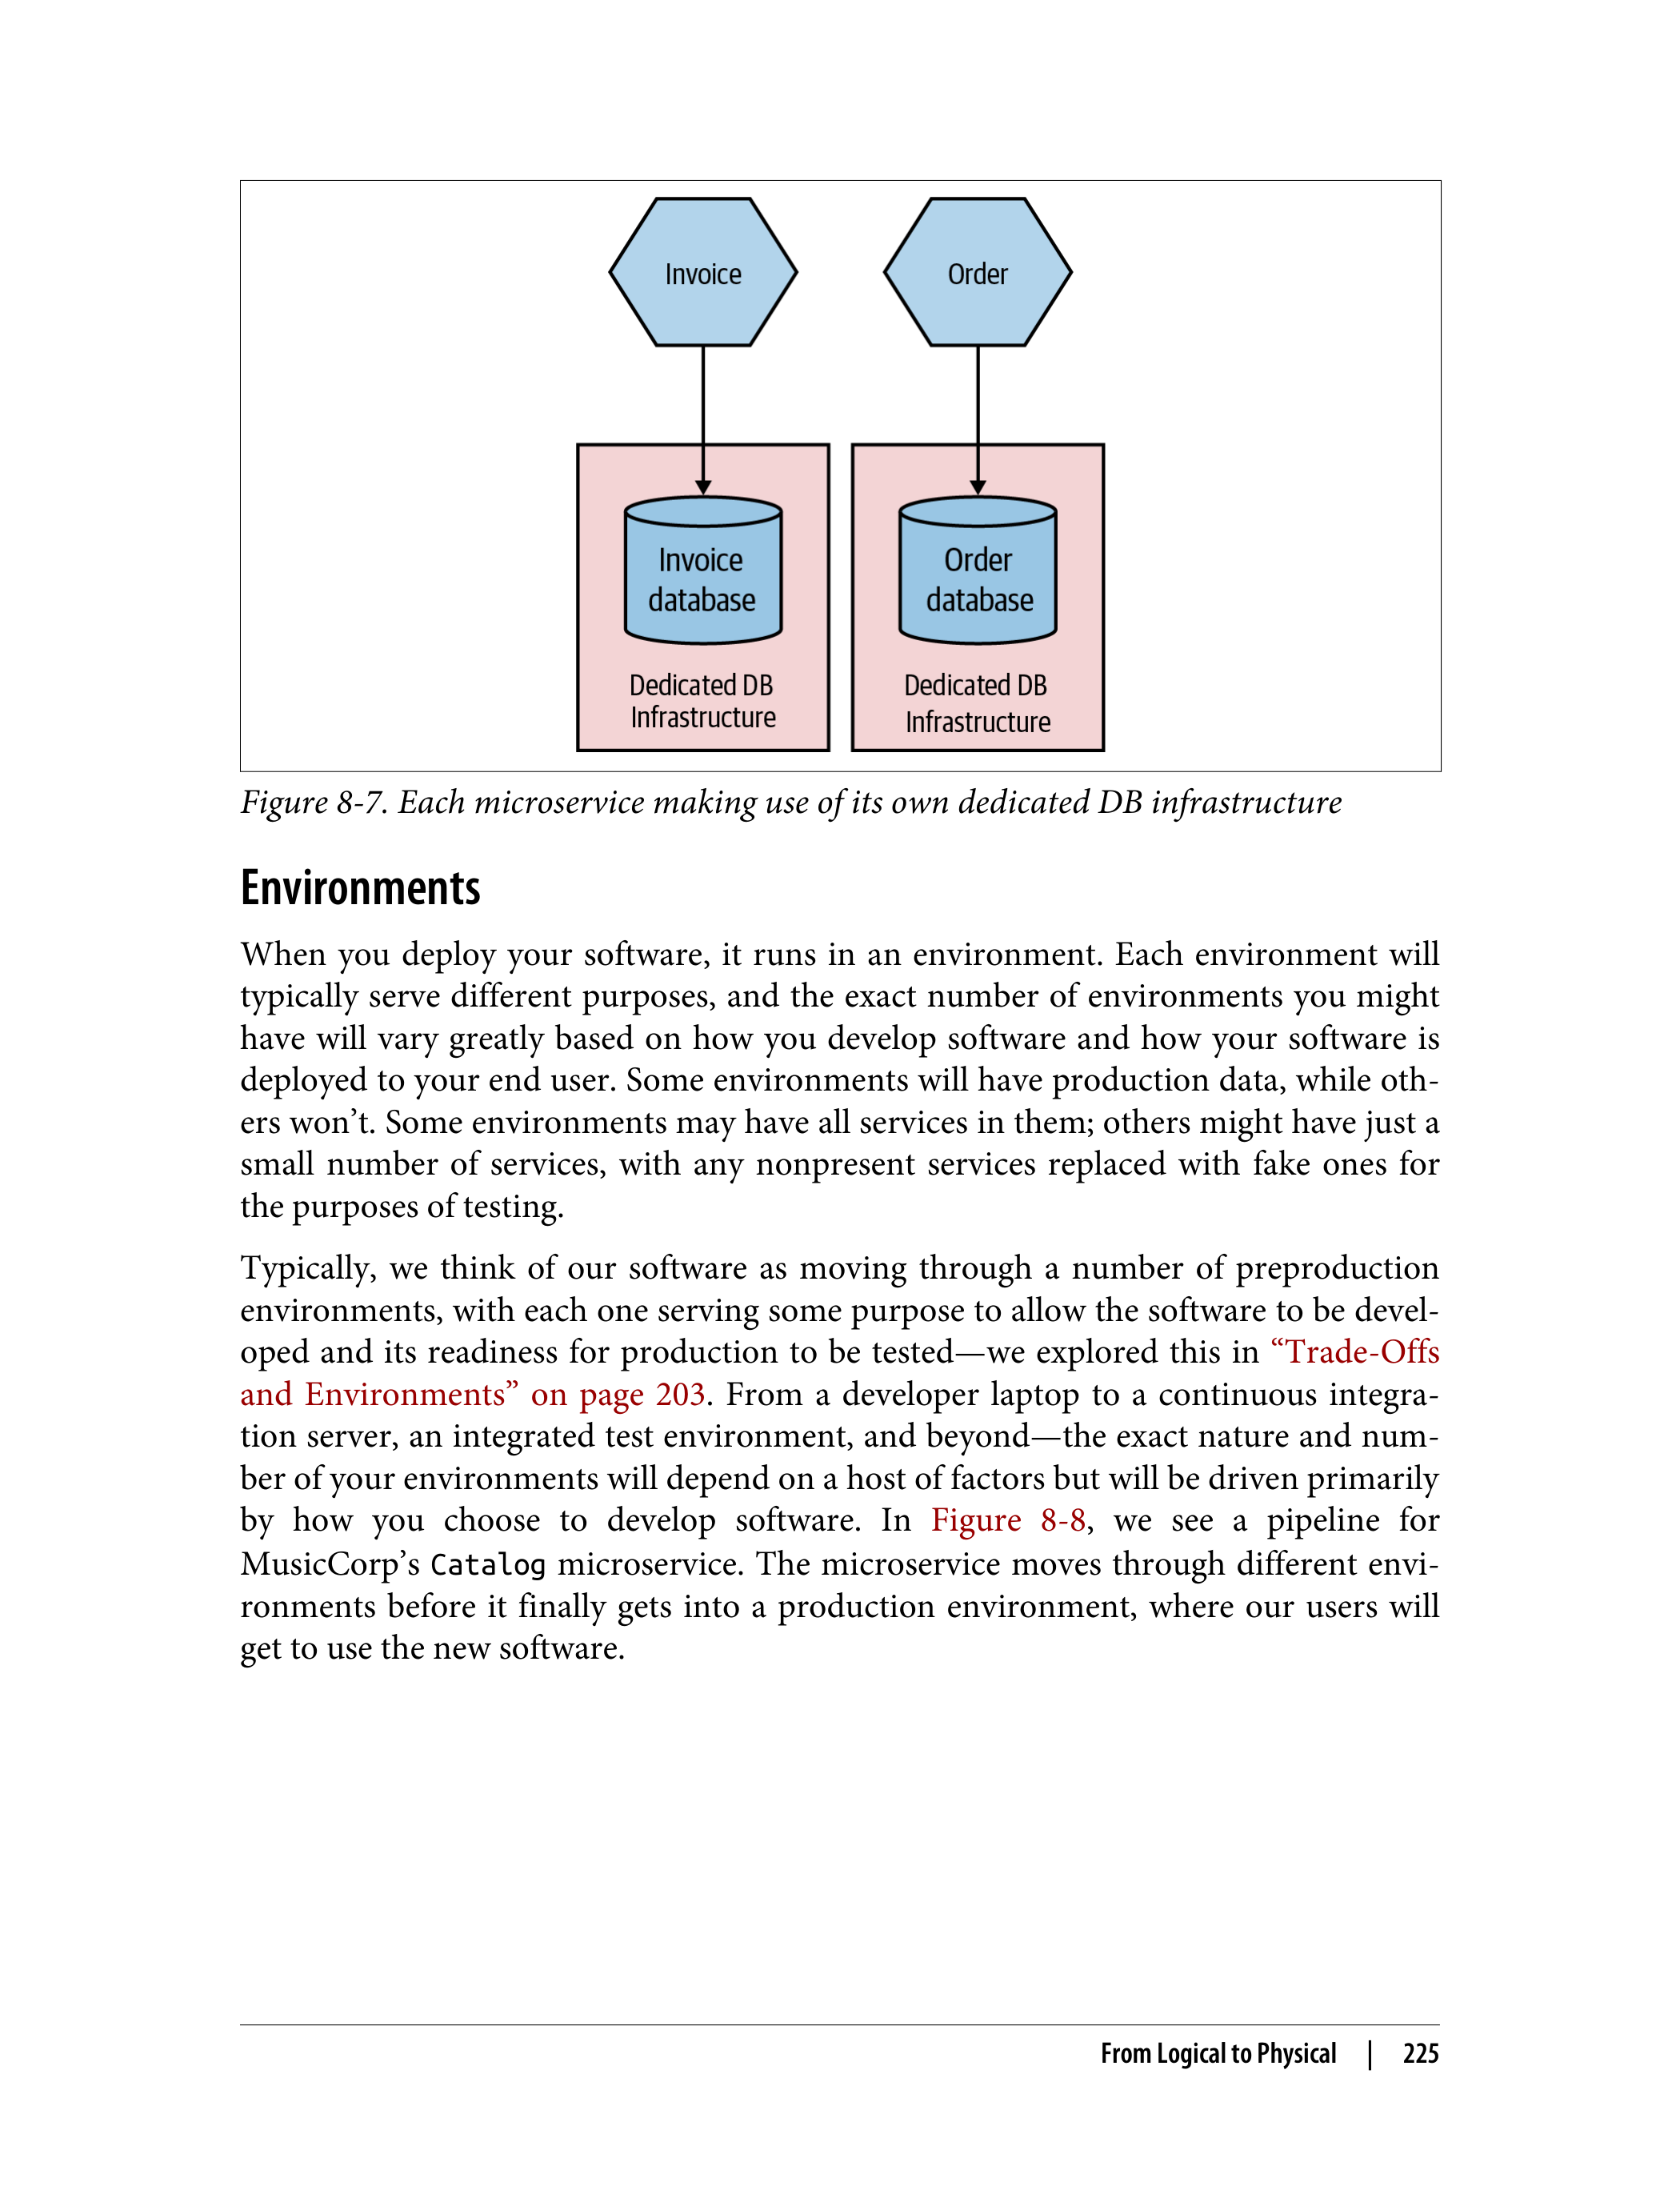 Invoice
Order
Invoice
database
Order
database
Dedicated DB
Infrastructure
Dedicated DB
Infrastructure
Figure 8-7. Each microservice making use of its own dedicated DB infrastructure
Environments
When you deploy your software, it runs in an environment. Each environment will
typically serve different purposes, and the exact number of environments you might
have will vary greatly based on how you develop software and how your software is
deployed to your end user. Some environments will have production data, while oth-
ers won’t. Some environments may have all services in them; others might have just a
small number of services, with any nonpresent services replaced with fake ones for
the purposes of testing.
Typically, we think of our software as moving through a number of preproduction
environments, with each one serving some purpose to allow the software to be devel-
oped and its readiness for production to be tested—we explored this in “Trade-Offs
and Environments” on page 203. From a developer laptop to a continuous integra-
tion server, an integrated test environment, and beyond—the exact nature and num-
ber of your environments will depend on a host of factors but will be driven primarily
by how you choose to develop software. In Figure 8-8, we see a pipeline for
MusicCorp’s Catalog microservice. The microservice moves through different envi-
ronments before it finally gets into a production environment, where our users will
get to use the new software.
From Logical to Physical | 225